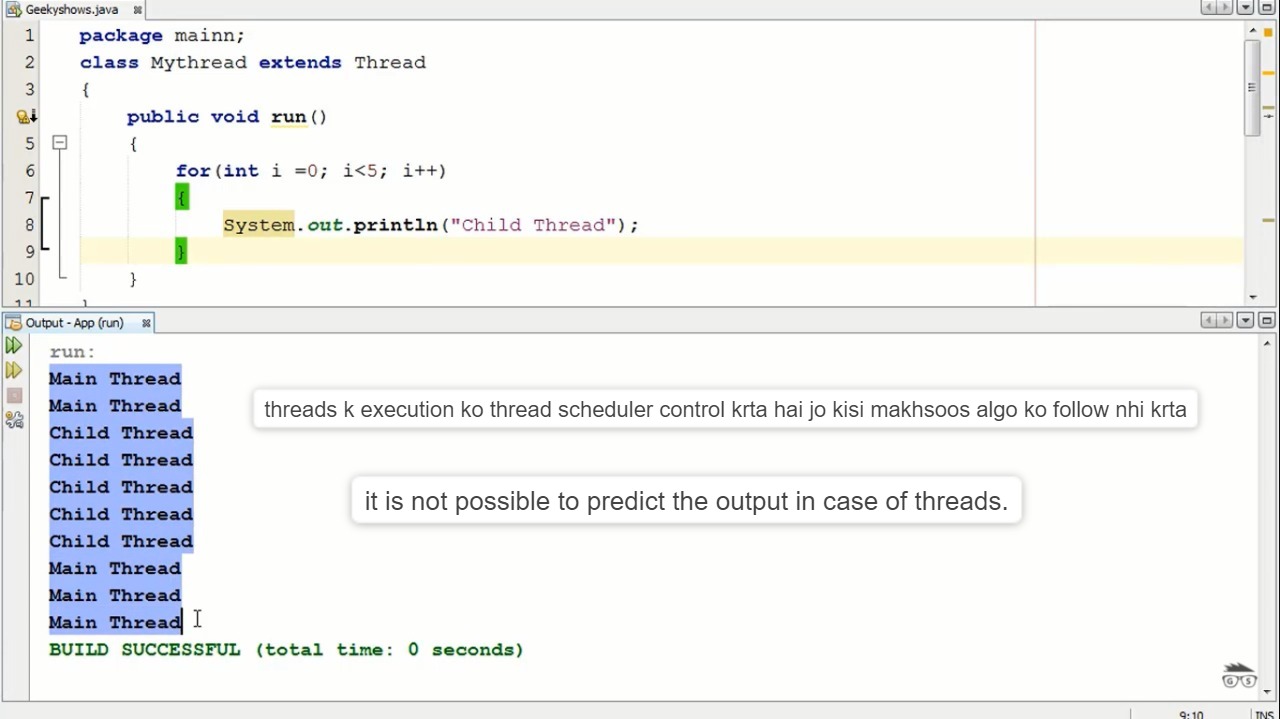 Geekyshows.java
1 package mainn;
2 class Mythread extends Thread
3 {
public void run()
5 {
6 for(int i =0; i<5; i++)
7 {
8 System.out.println("Child Thread");
9 }
10 }
11 }
Output - App (run)
run:
Main Thread
Main Thread
threads k execution ko thread scheduler control krta hai jo kisi makhsoos algo ko follow nhi krta
Child Thread
Child Thread
Child Thread
it is not possible to predict the output in case of threads.
Child Thread
Child Thread
Main Thread
Main Thread
Main Thread
BUILD SUCCESSFUL (total time: 0 seconds)
G S
9:10 INS